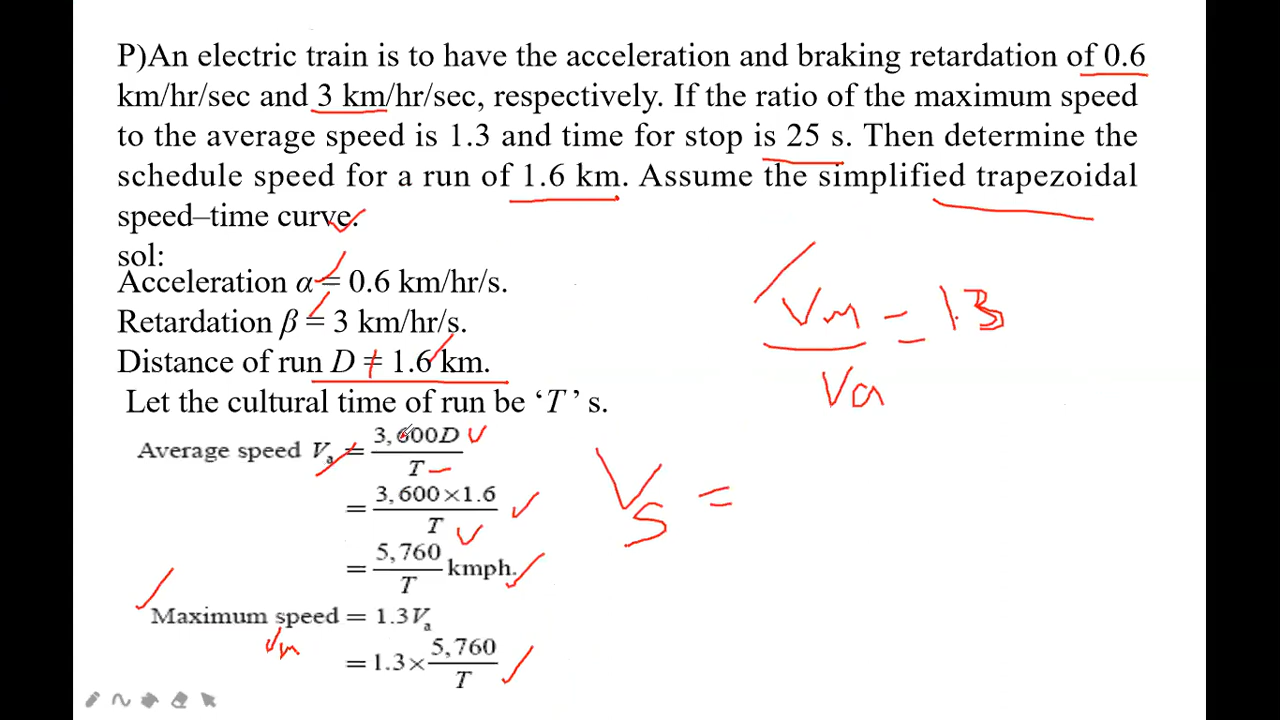 P)An electric train is to have the acceleration and braking retardation of 0.6
km/hr/sec and 3 km/hr/sec, respectively. If the ratio of the maximum speed
to the average speed is 1.3 and time for stop is 25 s. Then determine the
schedule speed for a run of 1.6 km. Assume the simplified trapezoidal
speed–time curve.
sol:
Acceleration α = 0.6 km/hr/s.
Retardation β = 3 km/hr/s.
Distance of run D = 1.6 km.
Let the cultural time of run be ‘T’ s.
Average speed Vₐ = 3,600D / T
= 3,600×1.6 / T
= 5,760 / T kmph.
Maximum speed = 1.3Vₐ
Vm
= 1.3× 5,760 / T
Vm / Va = 1.3
Vs =